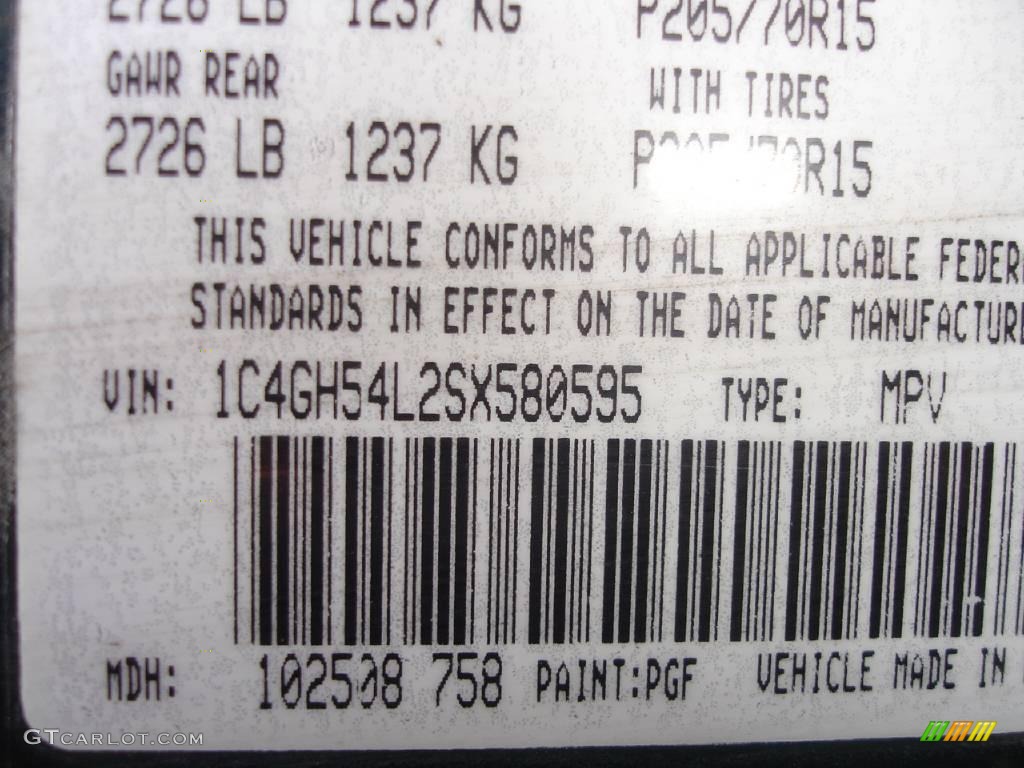 2726 LB 1237 KG P205/70R15
GAWR REAR WITH TIRES
2726 LB 1237 KG P205/70R15
THIS VEHICLE CONFORMS TO ALL APPLICABLE FEDER
STANDARDS IN EFFECT ON THE DATE OF MANUFACTURE
VIN: 1C4GH54L2SX580595 TYPE: MPV
MDH: 102508 758 PAINT:PGF VEHICLE MADE IN
GTCARLOT.COM